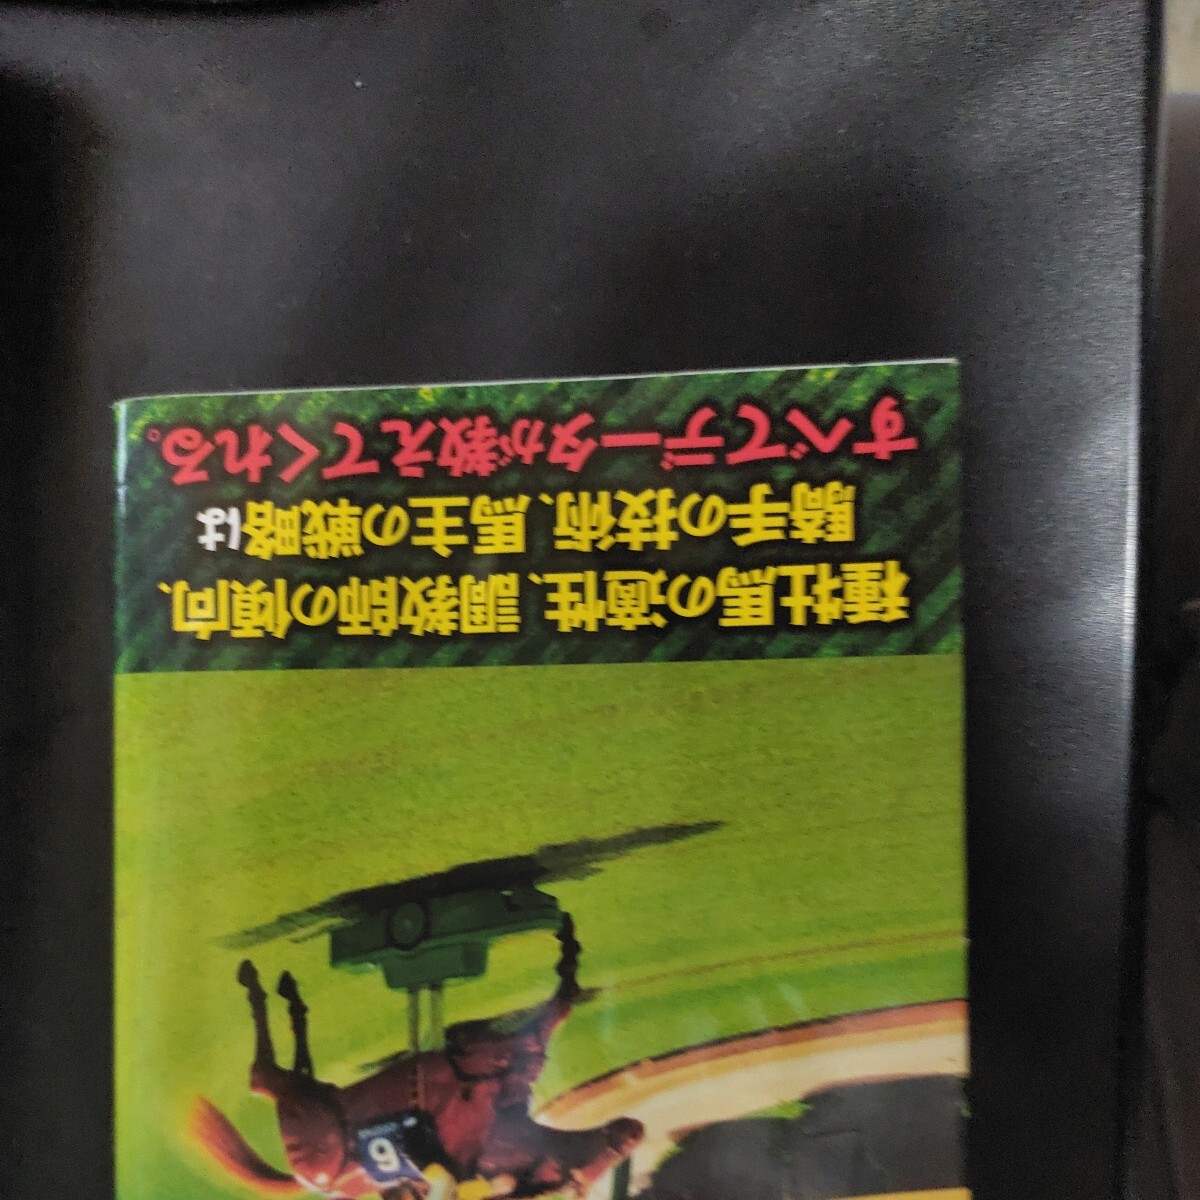 種牡馬の適性、調教師の傾向、
騎手の技術、馬主の戦略は
すべてデータが教えてくれる。
6